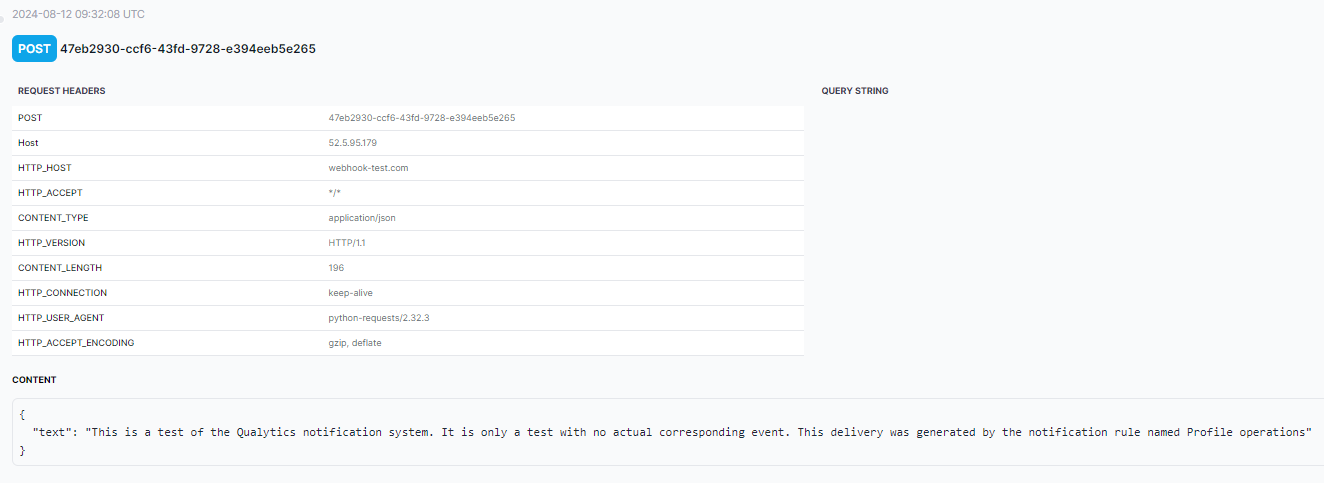 2024-08-12 09:32:08 UTC
POST 47eb2930-ccf6-43fd-9728-e394eeb5e265
REQUEST HEADERS QUERY STRING
POST 47eb2930-ccf6-43fd-9728-e394eeb5e265
Host 52.5.95.179
HTTP_HOST webhook-test.com
HTTP_ACCEPT */*
CONTENT_TYPE application/json
HTTP_VERSION HTTP/1.1
CONTENT_LENGTH 196
HTTP_CONNECTION keep-alive
HTTP_USER_AGENT python-requests/2.32.3
HTTP_ACCEPT_ENCODING gzip, deflate
CONTENT
{
"text": "This is a test of the Qualytics notification system. It is only a test with no actual corresponding event. This delivery was generated by the notification rule named Profile operations"
}